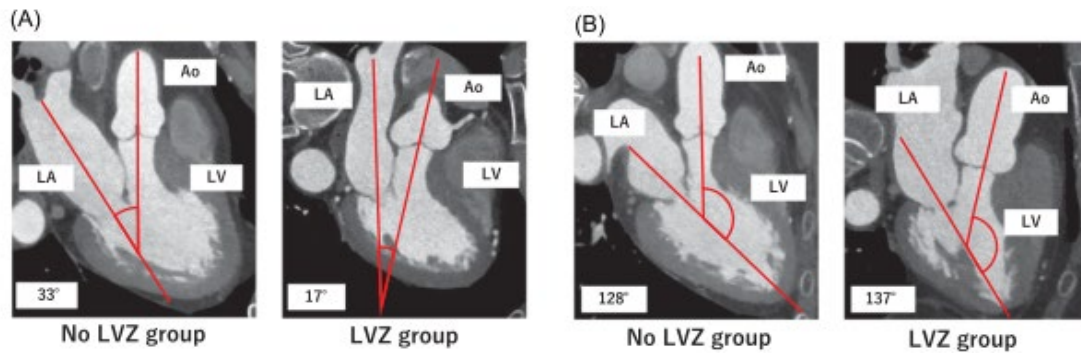 (A)
(B)
Ao
LA
LV
33°
No LVZ group
LA
Ao
LV
17°
LVZ group
Ao
LA
LV
128°
No LVZ group
LA
Ao
LV
137°
LVZ group